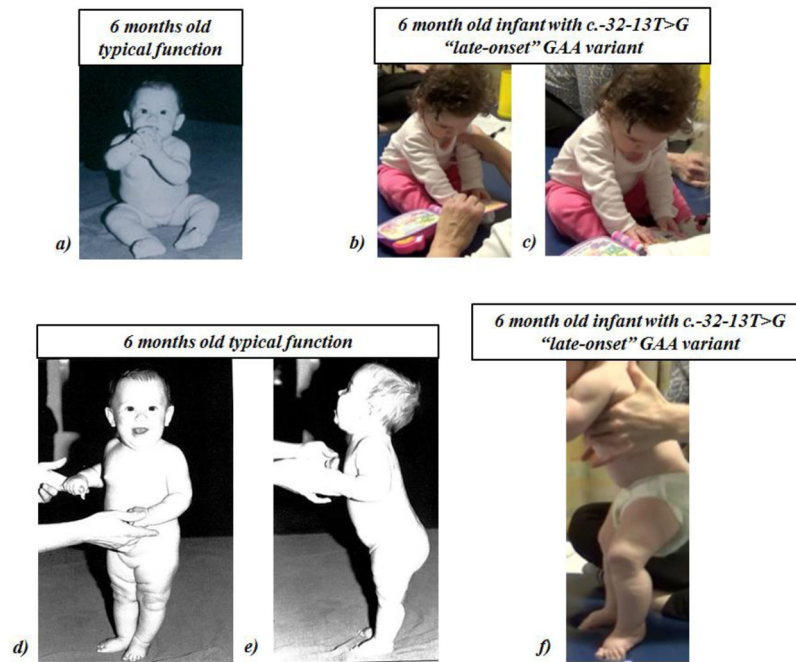 6 months old
typical function
6 month old infant with c.-32-13T>G
“late-onset” GAA variant
a)
b)
c)
6 months old typical function
6 month old infant with c.-32-13T>G
“late-onset” GAA variant
d)
e)
f)